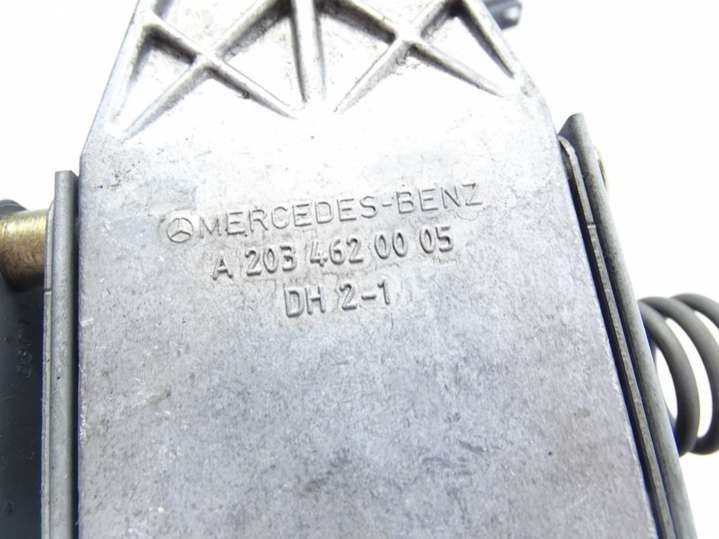 MERCEDES-BENZ
A 203 462 00 05
DH 2-1